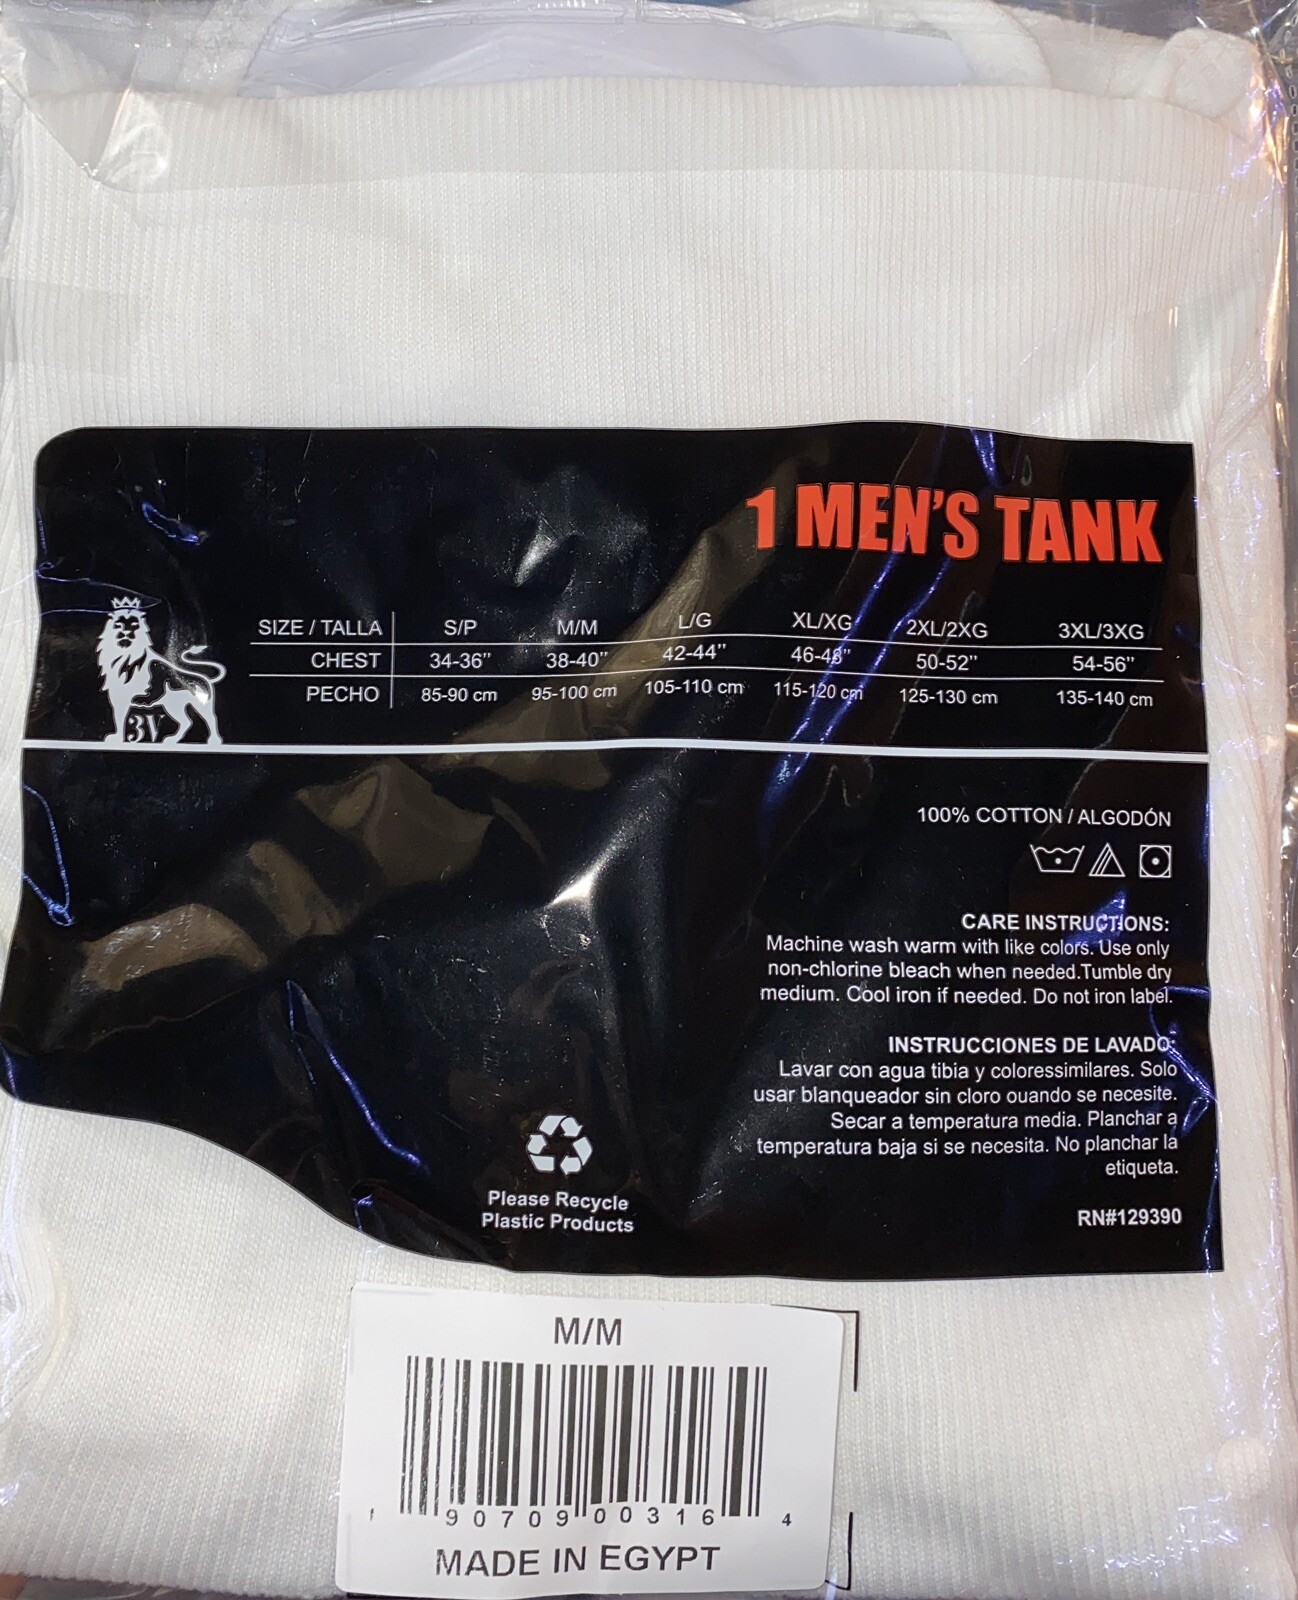 1 MEN'S TANK
SIZE / TALLA S/P M/M L/G XL/XG 2XL/2XG 3XL/3XG
CHEST 34-36" 38-40" 42-44" 46-48" 50-52" 54-56"
PECHO 85-90 cm 95-100 cm 105-110 cm 115-120 cm 125-130 cm 135-140 cm
3V
100% COTTON / ALGODÓN
CARE INSTRUCTIONS:
Machine wash warm with like colors. Use only
non-chlorine bleach when needed.Tumble dry
medium. Cool iron if needed. Do not iron label.
INSTRUCCIONES DE LAVADO:
Lavar con agua tibia y coloressimilares. Solo
usar blanqueador sin cloro ouando se necesite.
Secar a temperatura media. Planchar a
temperatura baja si se necesita. No planchar la
etiqueta.
Please Recycle
Plastic Products
RN#129390
M/M
1 90709 00316 4
MADE IN EGYPT